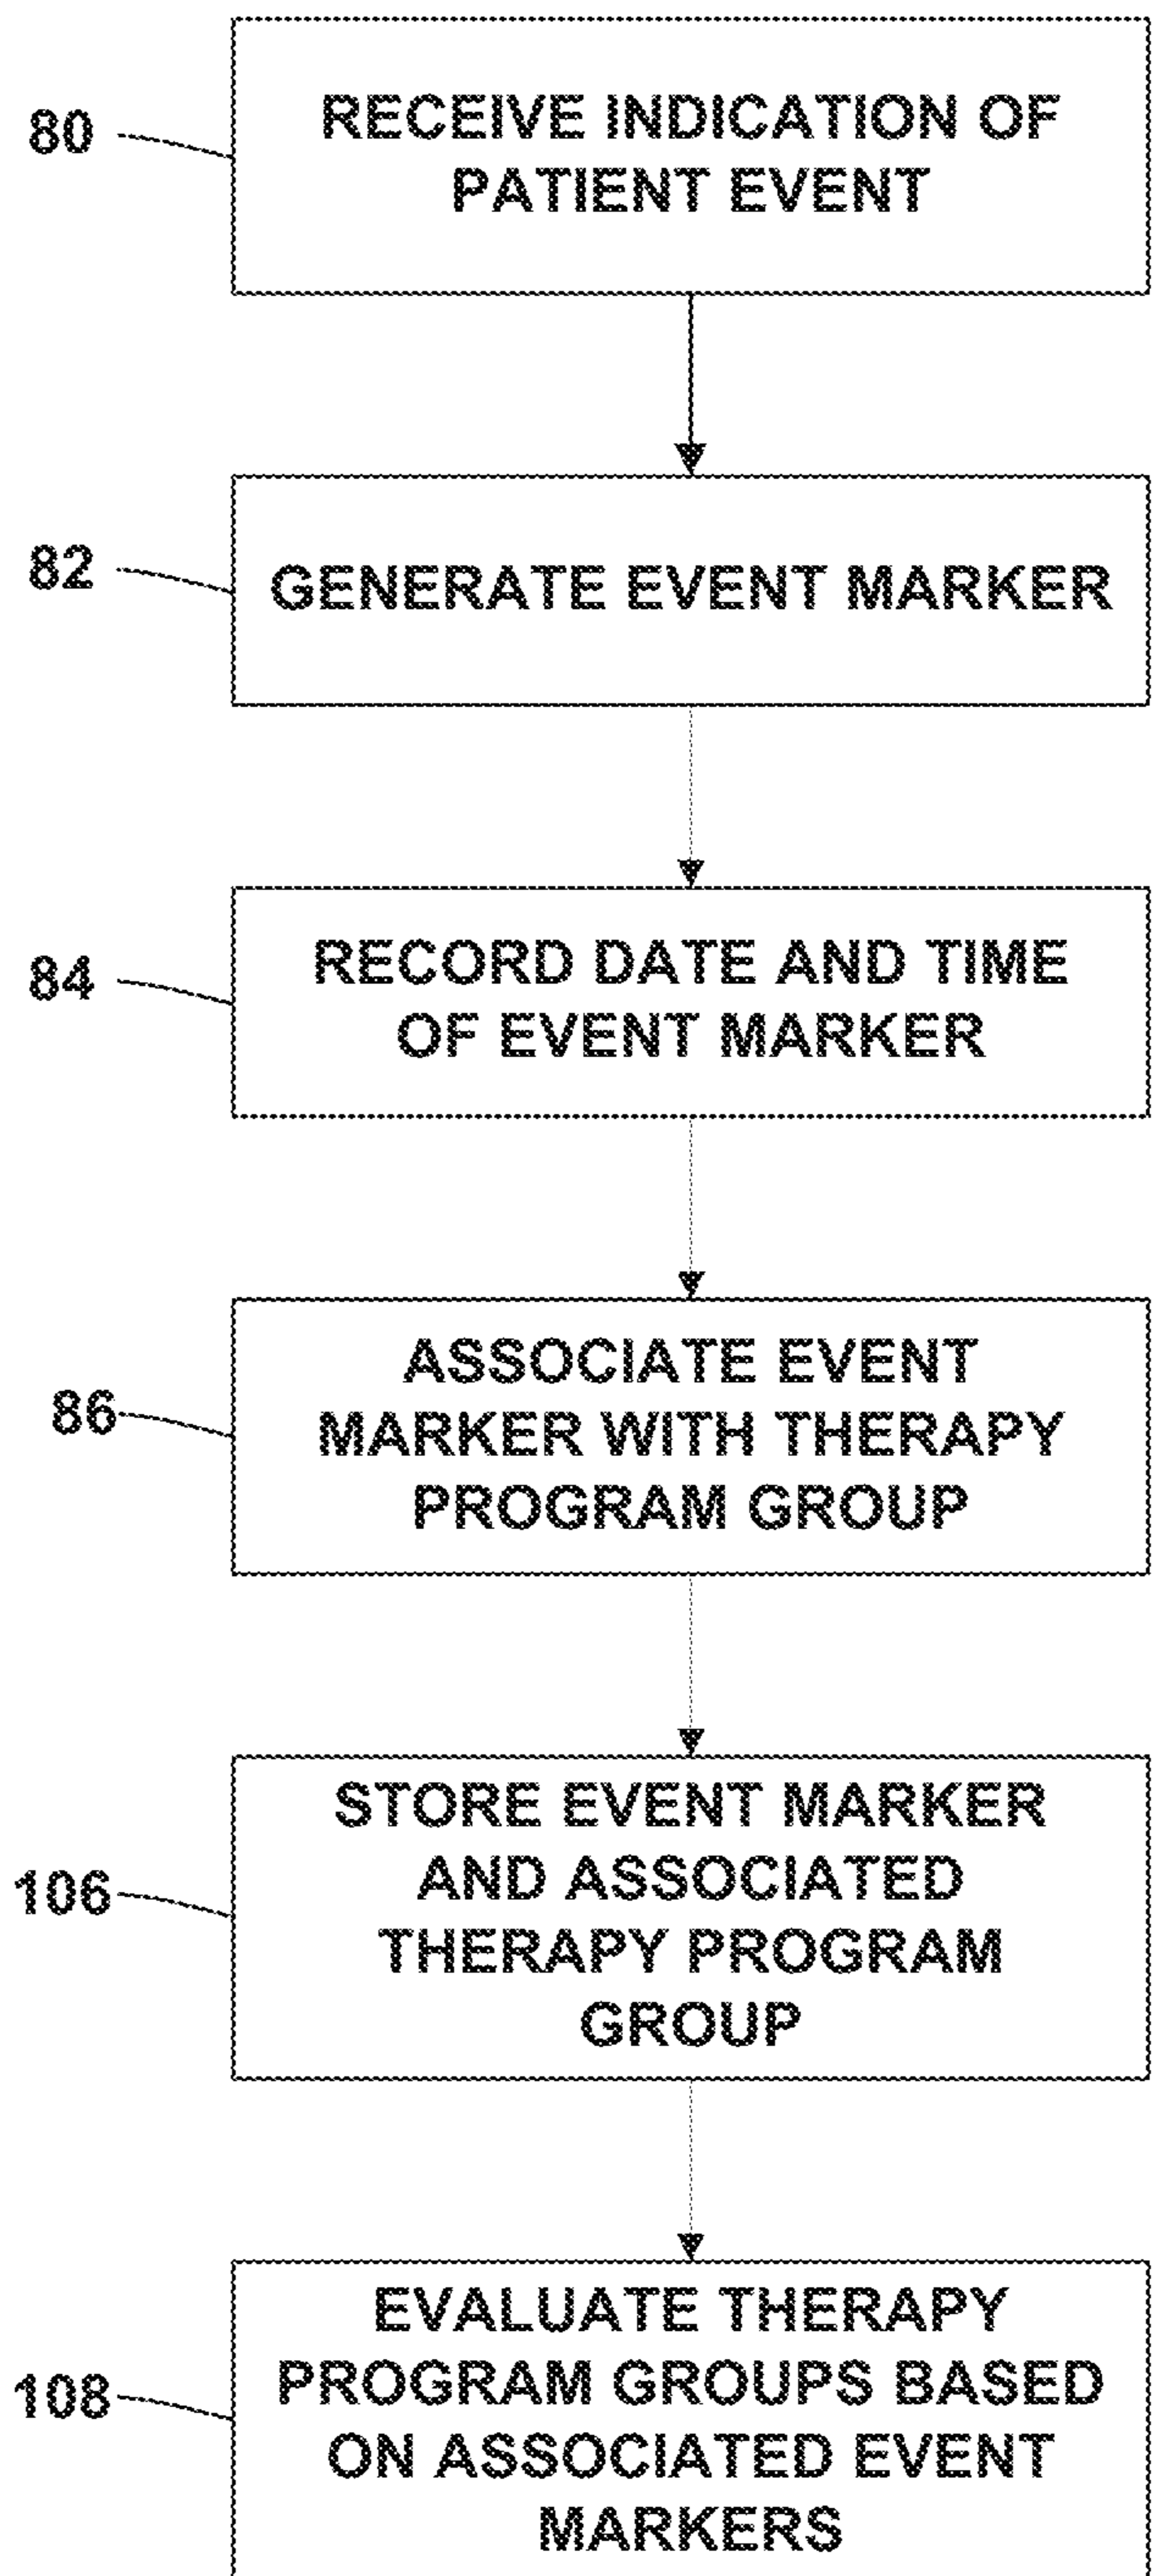 80
RECEIVE INDICATION OF
PATIENT EVENT
82
GENERATE EVENT MARKER
84
RECORD DATE AND TIME
OF EVENT MARKER
86
ASSOCIATE EVENT
MARKER WITH THERAPY
PROGRAM GROUP
106
STORE EVENT MARKER
AND ASSOCIATED
THERAPY PROGRAM
GROUP
108
EVALUATE THERAPY
PROGRAM GROUPS BASED
ON ASSOCIATED EVENT
MARKERS